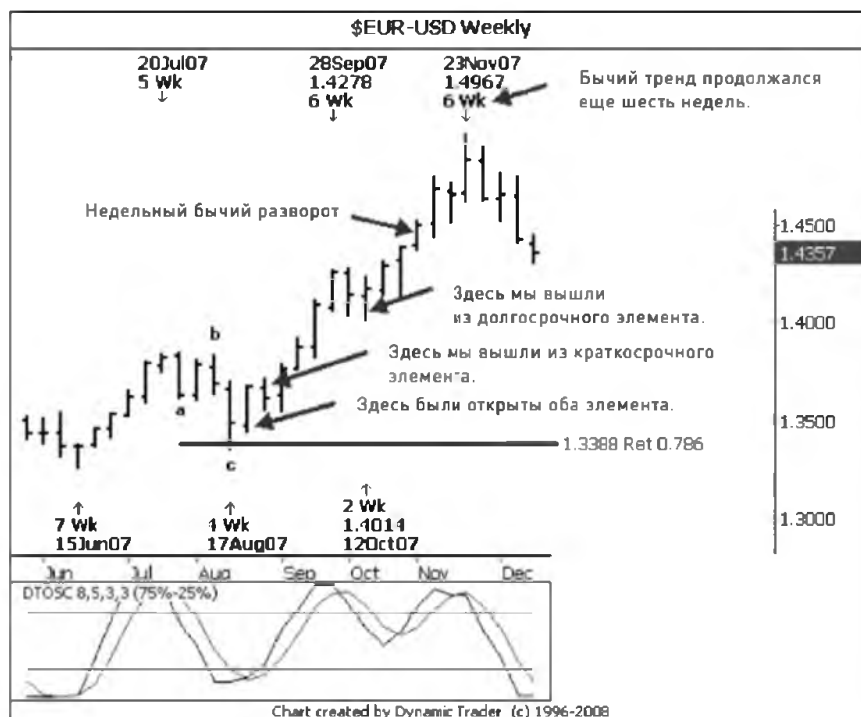 $EUR-USD Weekly
20Jul07
5 Wk
28Sep07
1.4278
6 Wk
23Nov07
1.4967
6 Wk
Бычий тренд продолжался
еще шесть недель.
Недельный бычий разворот
1.4500
1.4357
Здесь мы вышли
из долгосрочного элемента.
1.4000
b
Здесь мы вышли из краткосрочного
элемента.
a
Здесь были открыты оба элемента.
1.3500
1.3388 Ret 0.786
c
7 Wk
15Jun07
4 Wk
17Aug07
2 Wk
1.4014
12Oct07
1.3000
Jun
Jul
Aug
Sep
Oct
Nov
Dec
DTOSC 8,5,3,3 (75%-25%)
Chart created by Dynamic Trader (c) 1996-2008